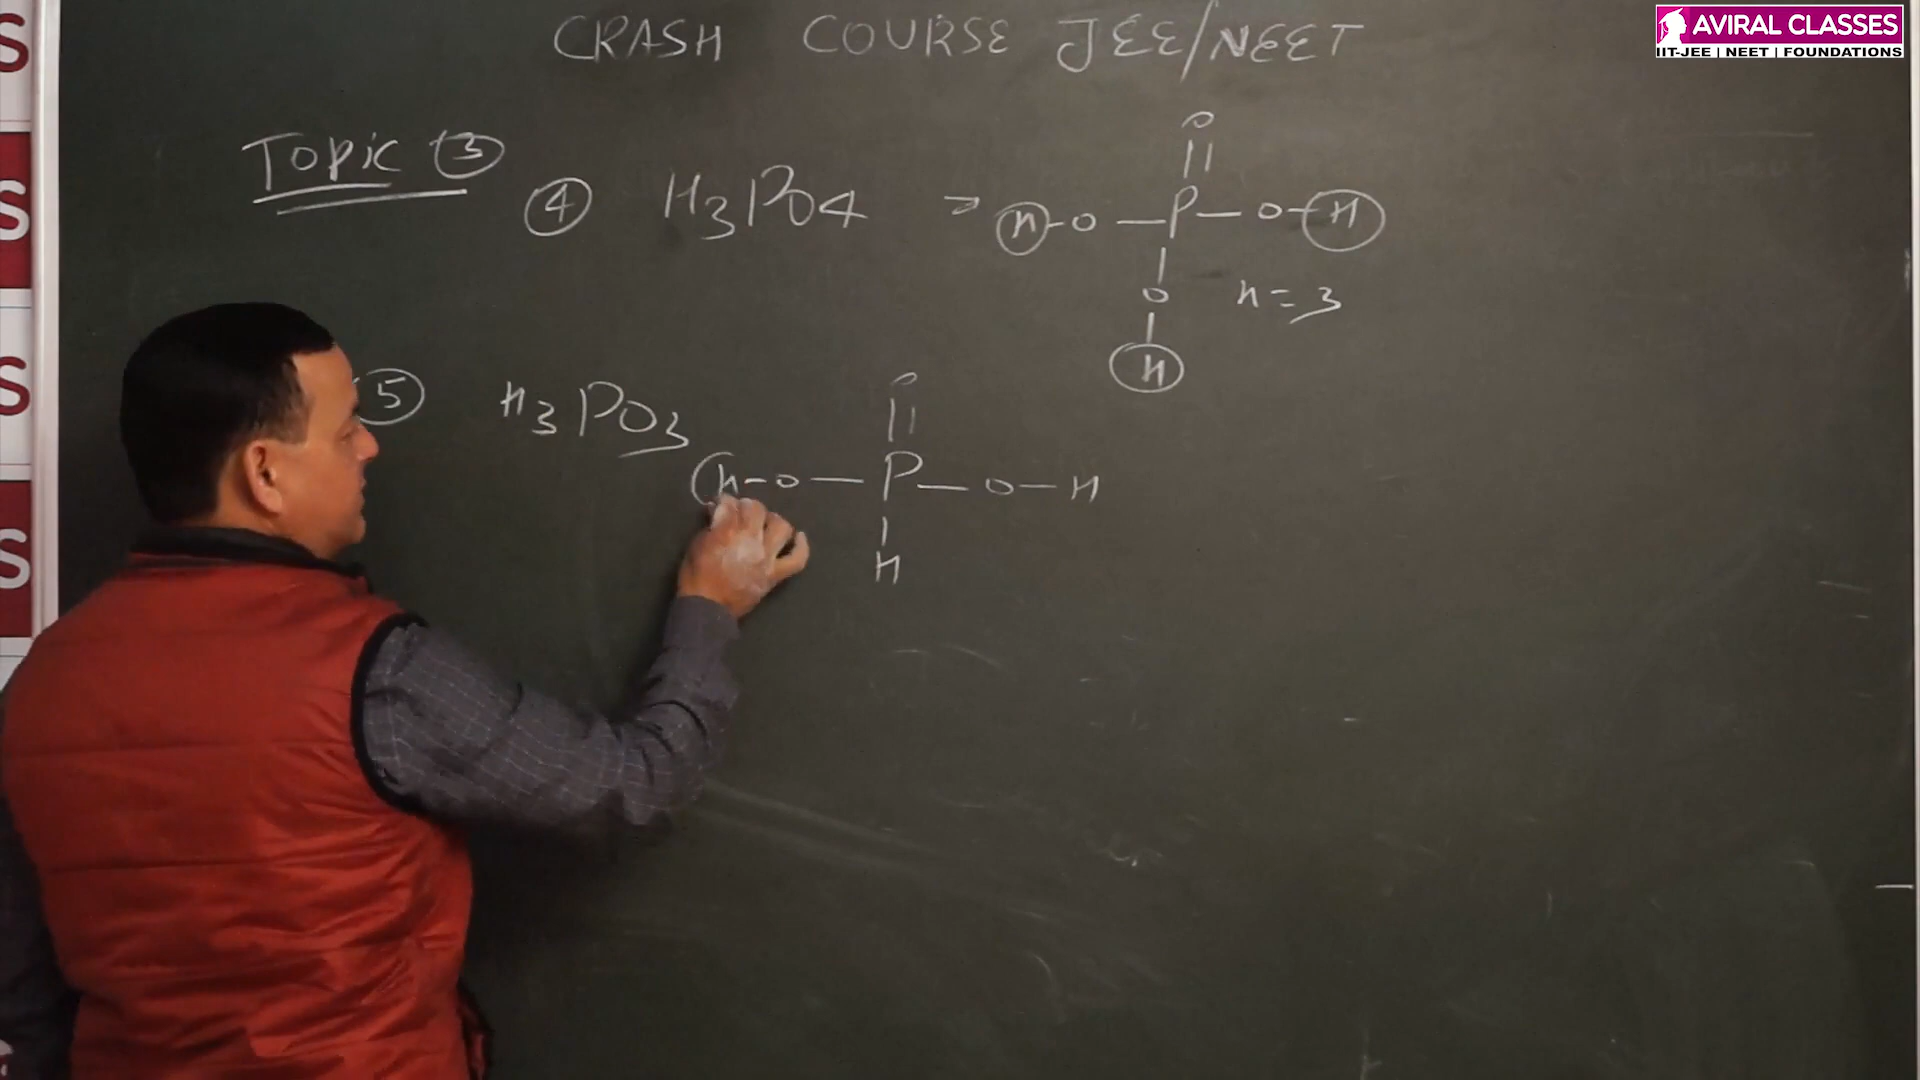 CRASH COURSE JEE/NEET
AVIRAL CLASSES
IIT-JEE | NEET | FOUNDATIONS
Topic 3
4 H3PO4 =
O
H-O-P-O-H
O
H
n=3
5 H3PO3
O
H-O-P-O-H
H
S
S
S
S